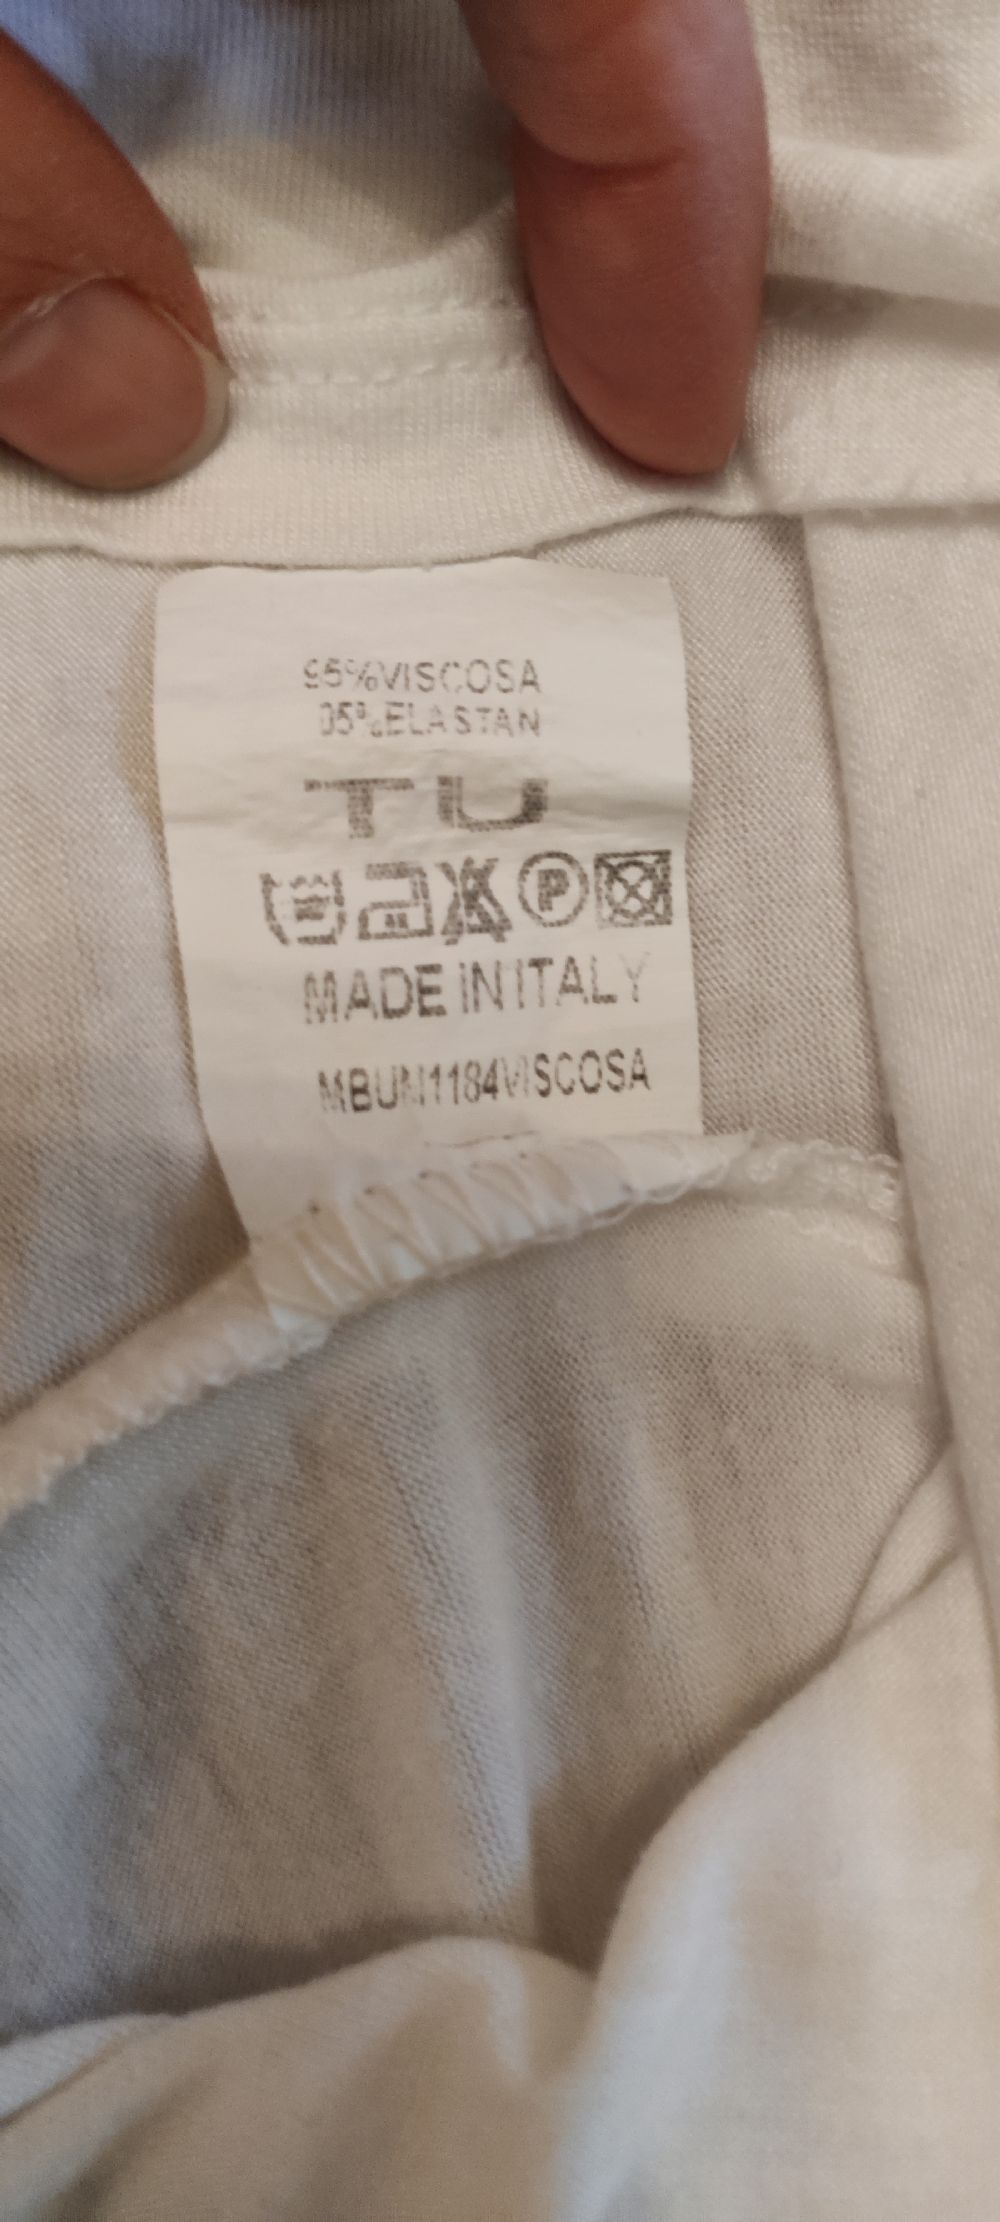 95%VISCOSA
05%ELASTAN
TU
P
MADE IN ITALY
MBUN1184VISCOSA